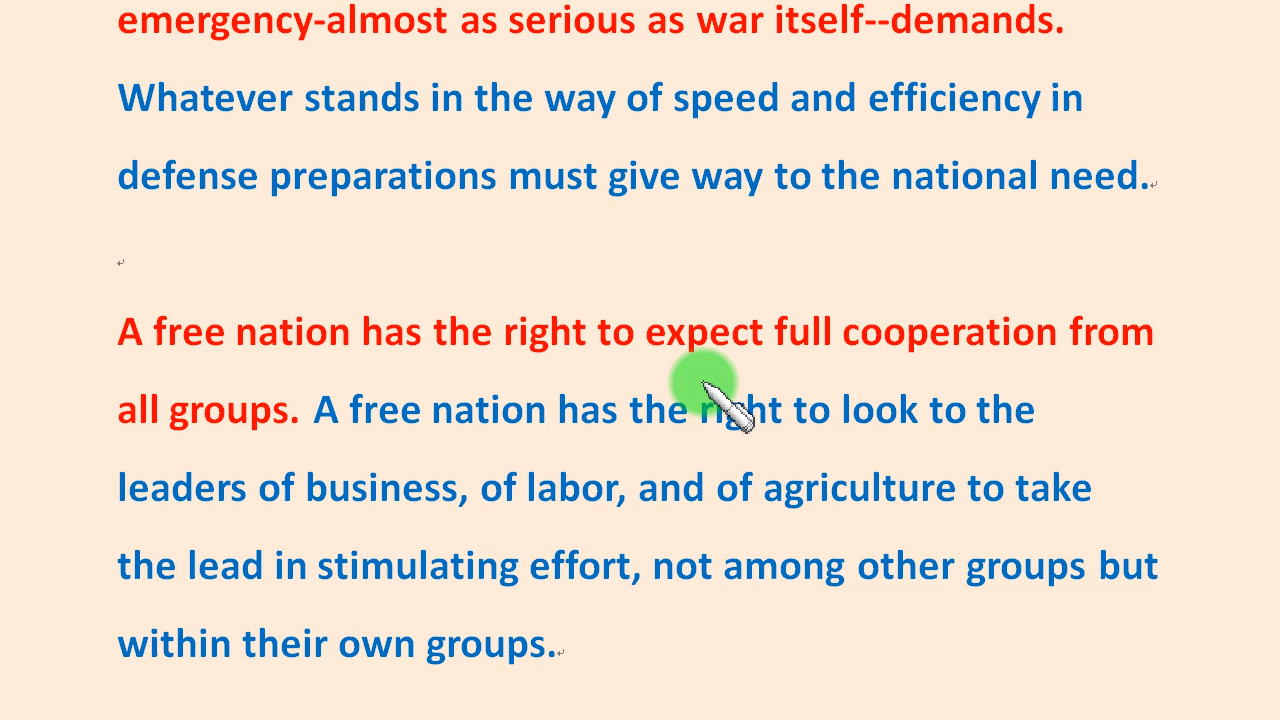 emergency-almost as serious as war itself--demands.
Whatever stands in the way of speed and efficiency in
defense preparations must give way to the national need.
A free nation has the right to expect full cooperation from
all groups. A free nation has the right to look to the
leaders of business, of labor, and of agriculture to take
the lead in stimulating effort, not among other groups but
within their own groups.